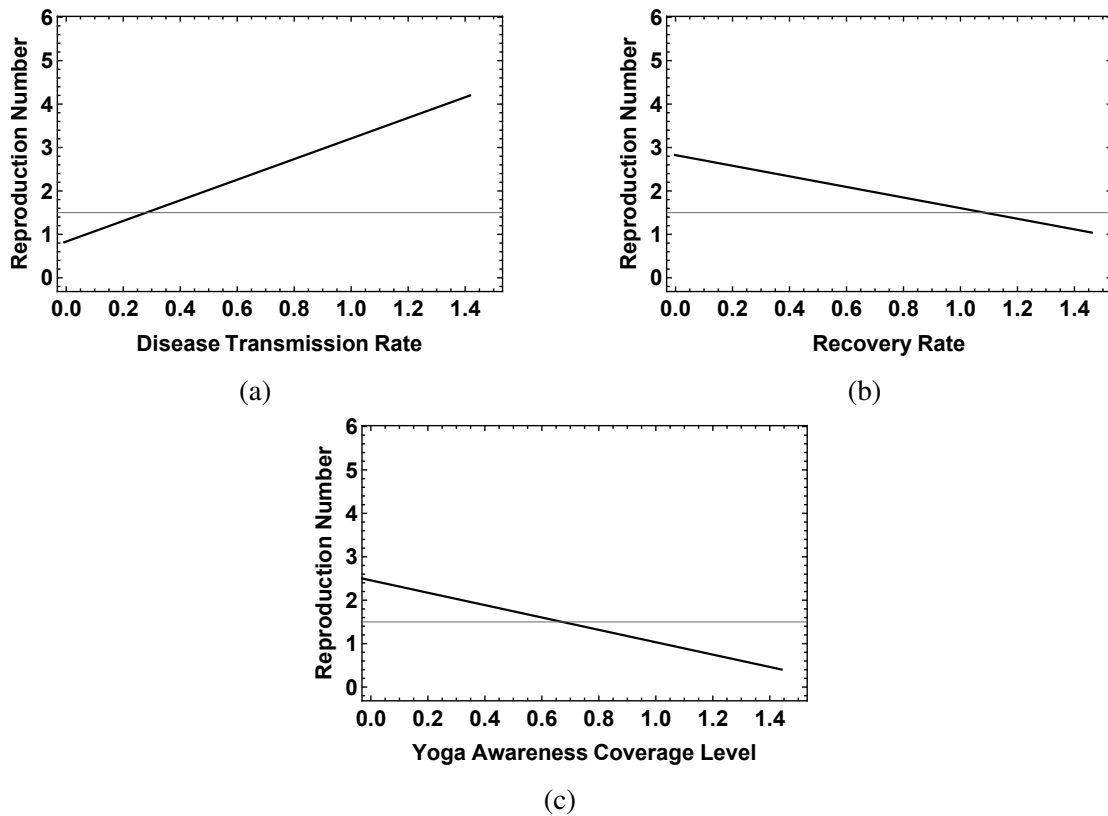 6
5
4
3
2
1
0
Reproduction Number
0.0 0.2 0.4 0.6 0.8 1.0 1.2 1.4
Disease Transmission Rate
(a)
6
5
4
3
2
1
0
Reproduction Number
0.0 0.2 0.4 0.6 0.8 1.0 1.2 1.4
Recovery Rate
(b)
6
5
4
3
2
1
0
Reproduction Number
0.0 0.2 0.4 0.6 0.8 1.0 1.2 1.4
Yoga Awareness Coverage Level
(c)